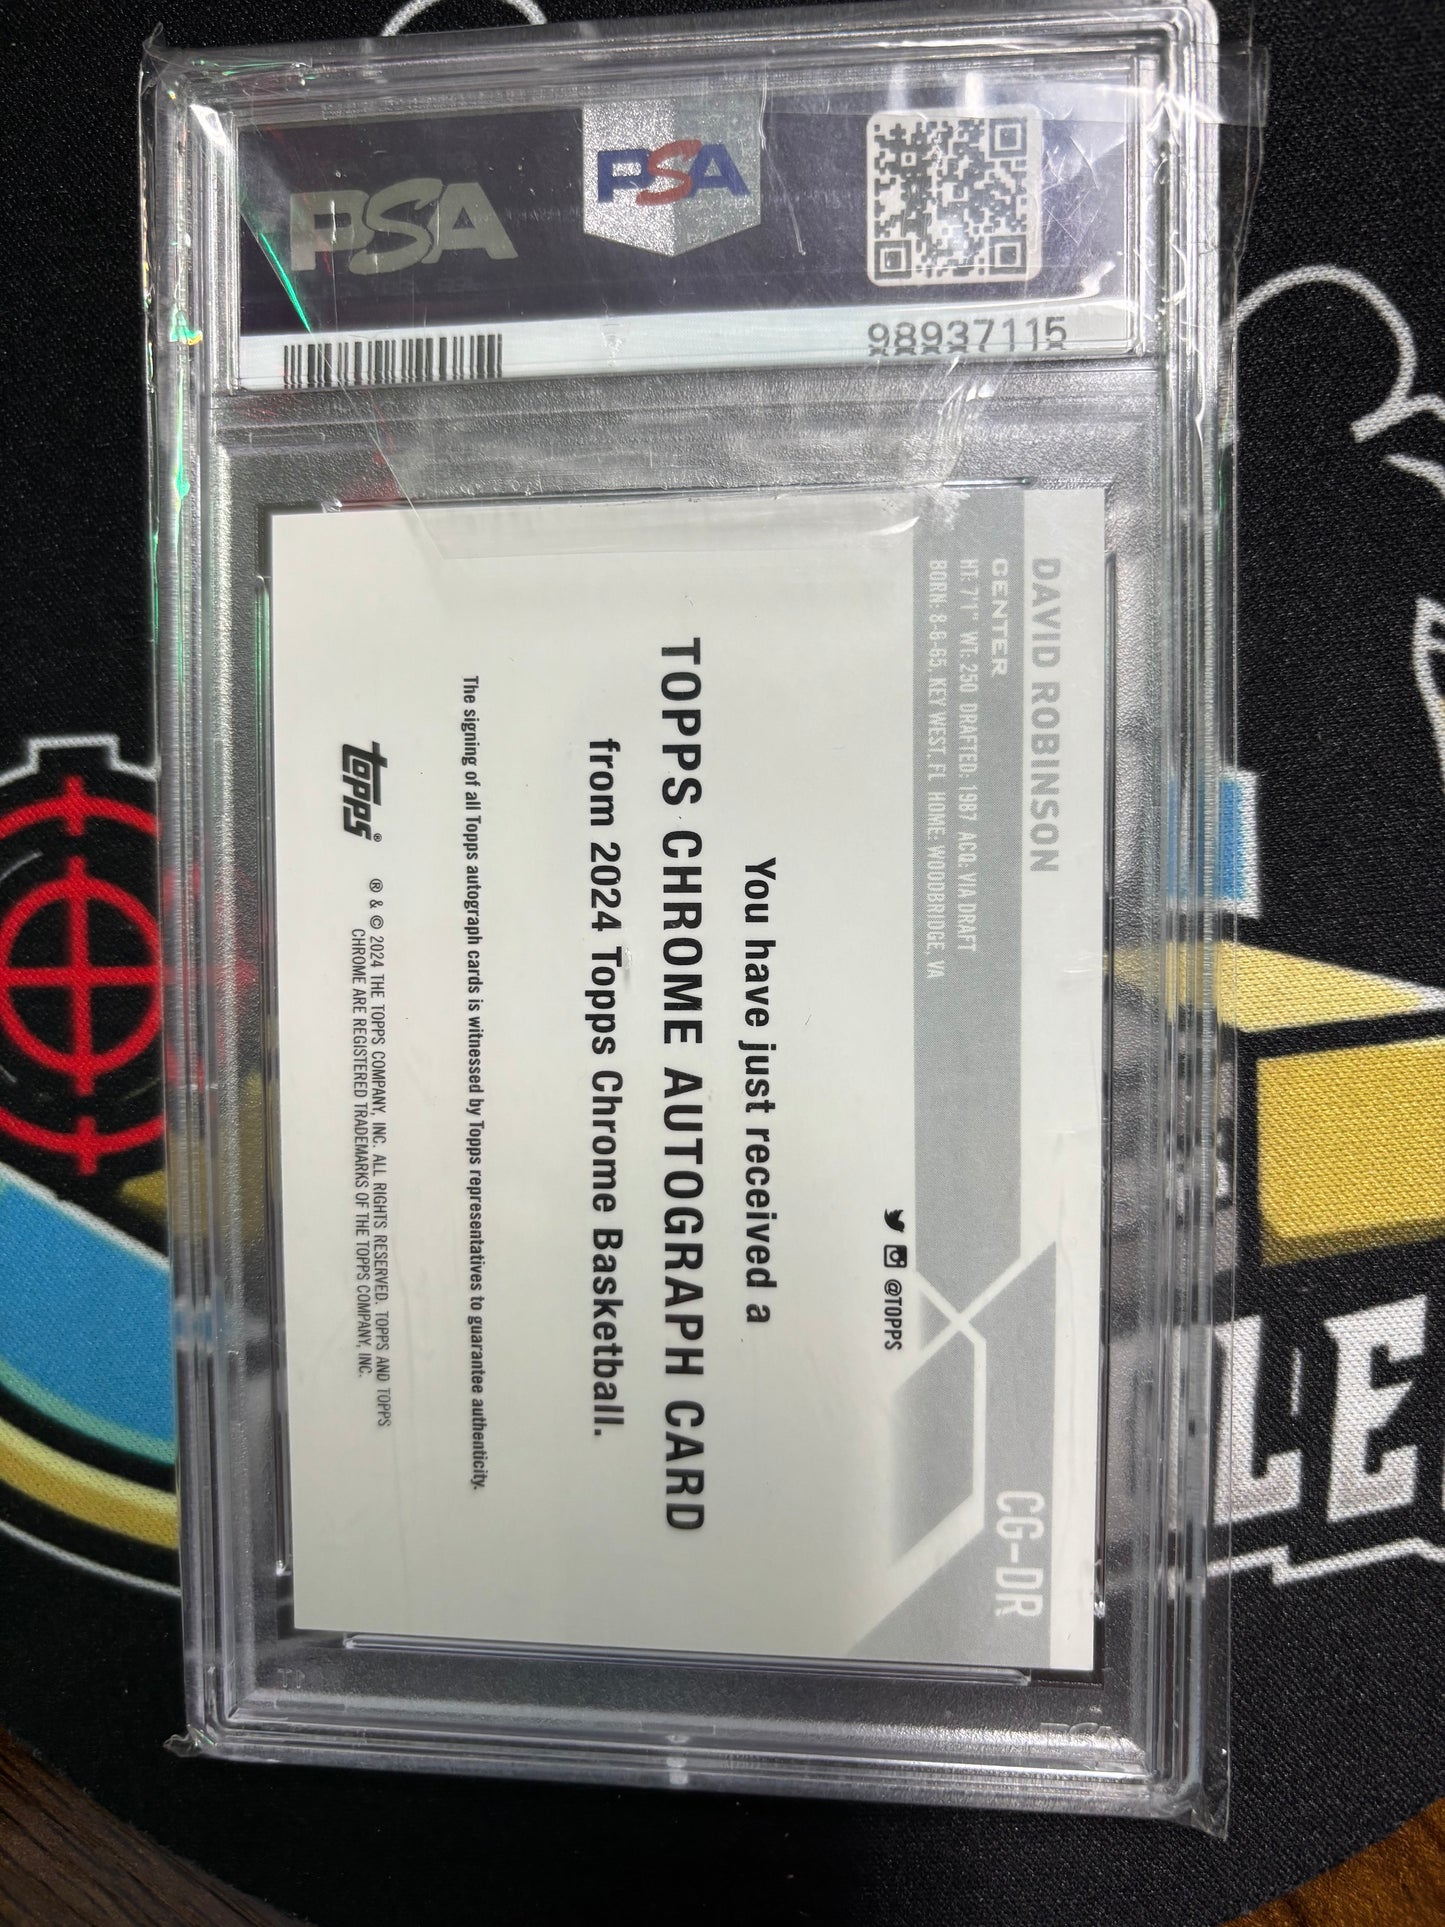 PSA
PSA
98937115
DAVID ROBINSON
CENTER
HT: 7'1" WT: 250 DRAFTED: 1987 ACQ: VIA DRAFT
BORN: 8-6-65, KEY WEST, FL HOME: WOODBRIDGE, VA
CG-DR
@TOPPS
You have just received a
TOPPS CHROME AUTOGRAPH CARD
from 2024 Topps Chrome Basketball.
The signing of all Topps autograph cards is witnessed by Topps representatives to guarantee authenticity.
topps®
® & © 2024 THE TOPPS COMPANY, INC. ALL RIGHTS RESERVED. TOPPS AND TOPPS
CHROME ARE REGISTERED TRADEMARKS OF THE TOPPS COMPANY, INC.
PSA
LE